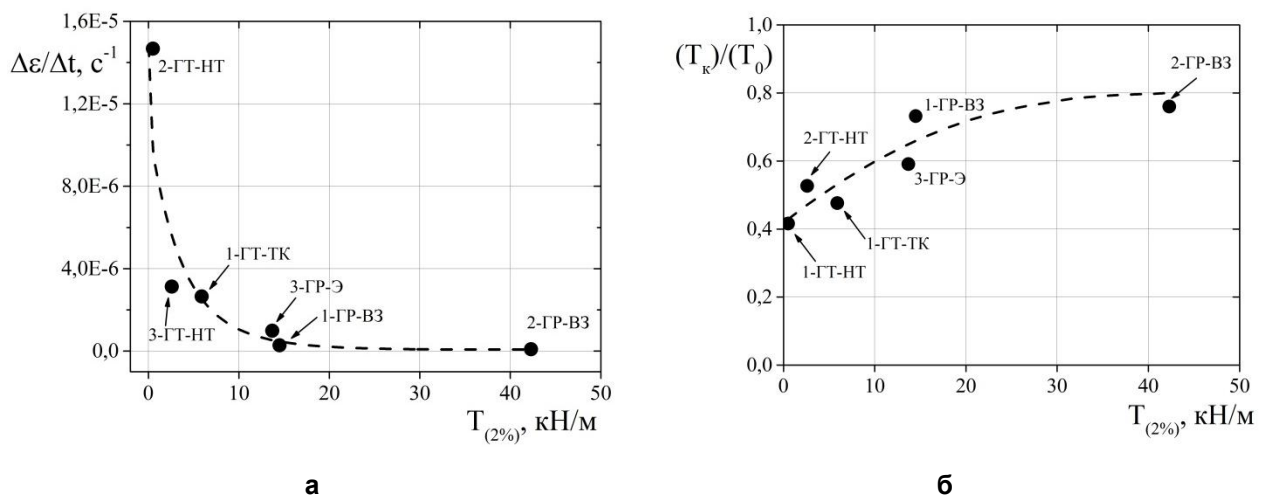 1,6E-5
Δε/Δt, с⁻¹
2-ГТ-НТ
1,2E-5
8,0E-6
4,0E-6
1-ГТ-ТК
3-ГТ-НТ
3-ГР-Э
1-ГР-ВЗ
2-ГР-ВЗ
0,0
0 10 20 30 40 50
T(2%), кН/м
а
1,0
(Tк)/(T0)
2-ГР-ВЗ
0,8
1-ГР-ВЗ
2-ГТ-НТ
0,6
3-ГР-Э
0,4
1-ГТ-ТК
1-ГТ-НТ
0,2
0,0
0 10 20 30 40 50
T(2%), кН/м
б